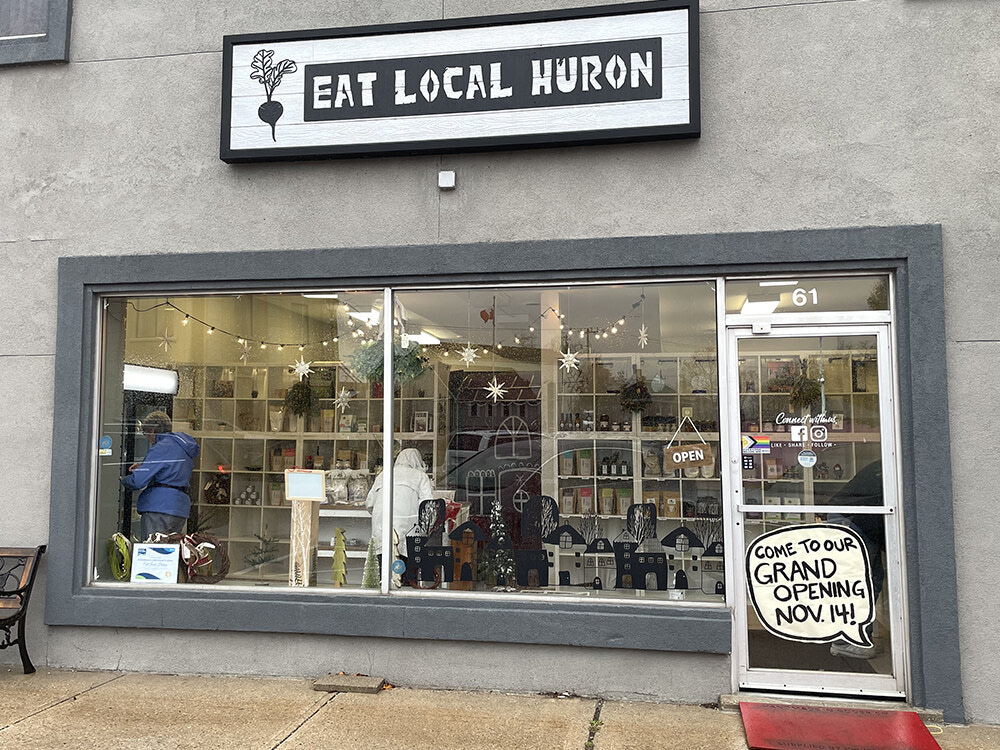 EAT LOCAL HURON
61
Connect with us
LIKE · SHARE · FOLLOW
OPEN
COME TO OUR
GRAND
OPENING
NOV. 14!